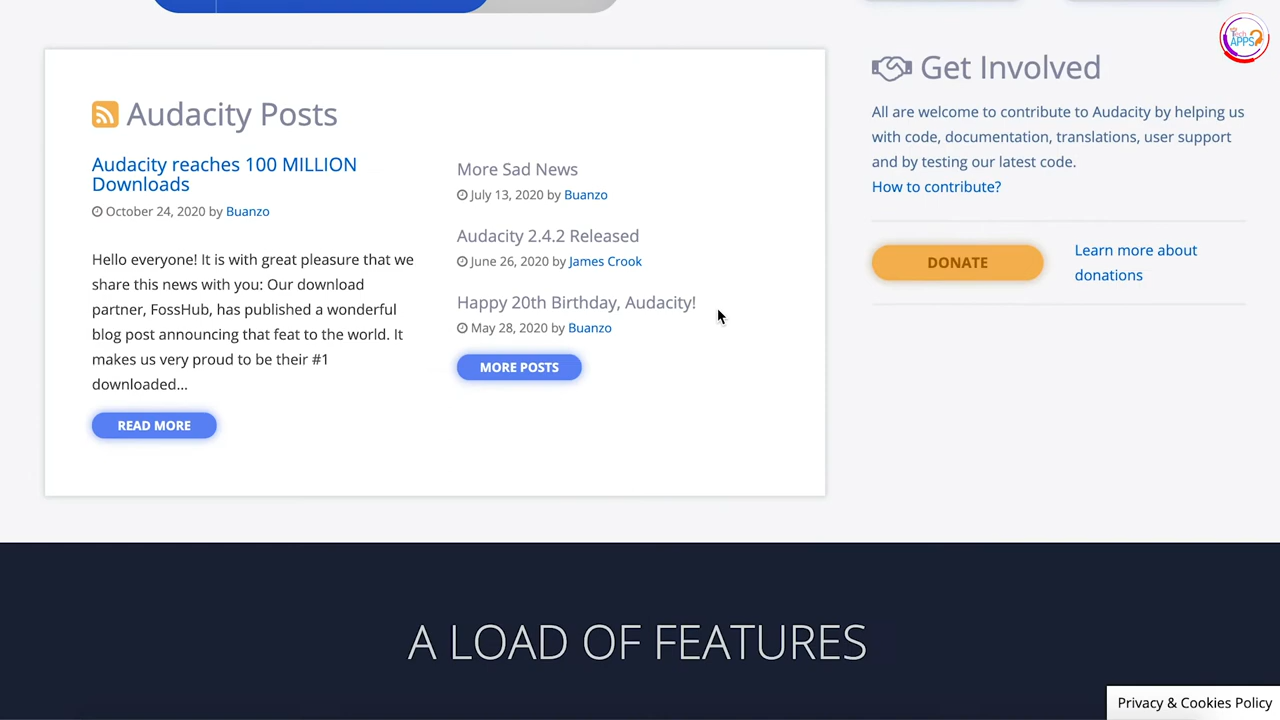 Tech
APPS2
Audacity Posts
Audacity reaches 100 MILLION
Downloads
October 24, 2020 by Buanzo
Hello everyone! It is with great pleasure that we
share this news with you: Our download
partner, FossHub, has published a wonderful
blog post announcing that feat to the world. It
makes us very proud to be their #1
downloaded...
READ MORE
More Sad News
July 13, 2020 by Buanzo
Audacity 2.4.2 Released
June 26, 2020 by James Crook
Happy 20th Birthday, Audacity!
May 28, 2020 by Buanzo
MORE POSTS
Get Involved
All are welcome to contribute to Audacity by helping us
with code, documentation, translations, user support
and by testing our latest code.
How to contribute?
DONATE
Learn more about
donations
A LOAD OF FEATURES
Privacy & Cookies Policy